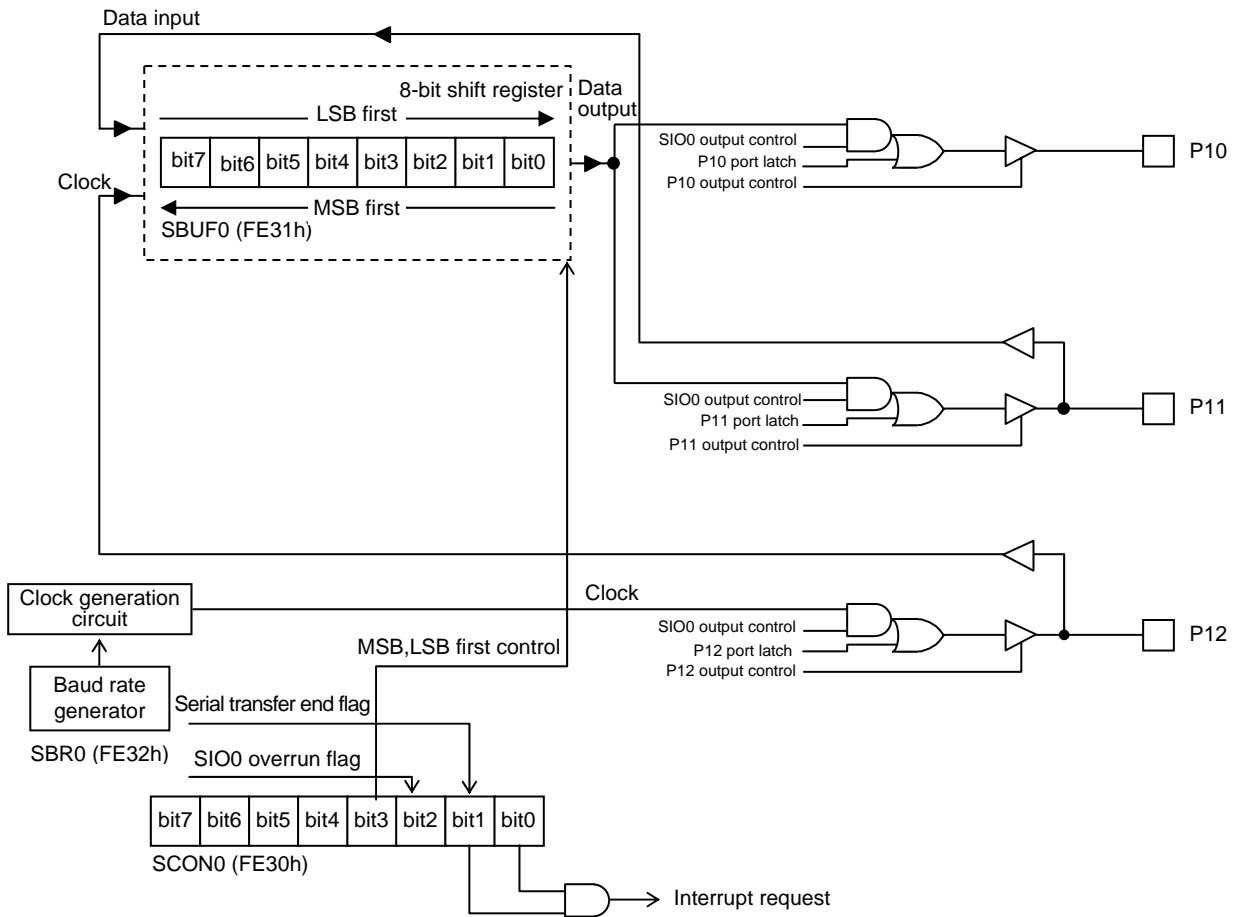 Data input
8-bit shift register
Data
output
LSB first
bit7 bit6 bit5 bit4 bit3 bit2 bit1 bit0
MSB first
SBUF0 (FE31h)
Clock
SIO0 output control
P10 port latch
P10 output control
P10
SIO0 output control
P11 port latch
P11 output control
P11
Clock generation
circuit
Clock
SIO0 output control
P12 port latch
P12 output control
P12
Baud rate
generator
SBR0 (FE32h)
MSB,LSB first control
Serial transfer end flag
SIO0 overrun flag
bit7 bit6 bit5 bit4 bit3 bit2 bit1 bit0
SCON0 (FE30h)
Interrupt request